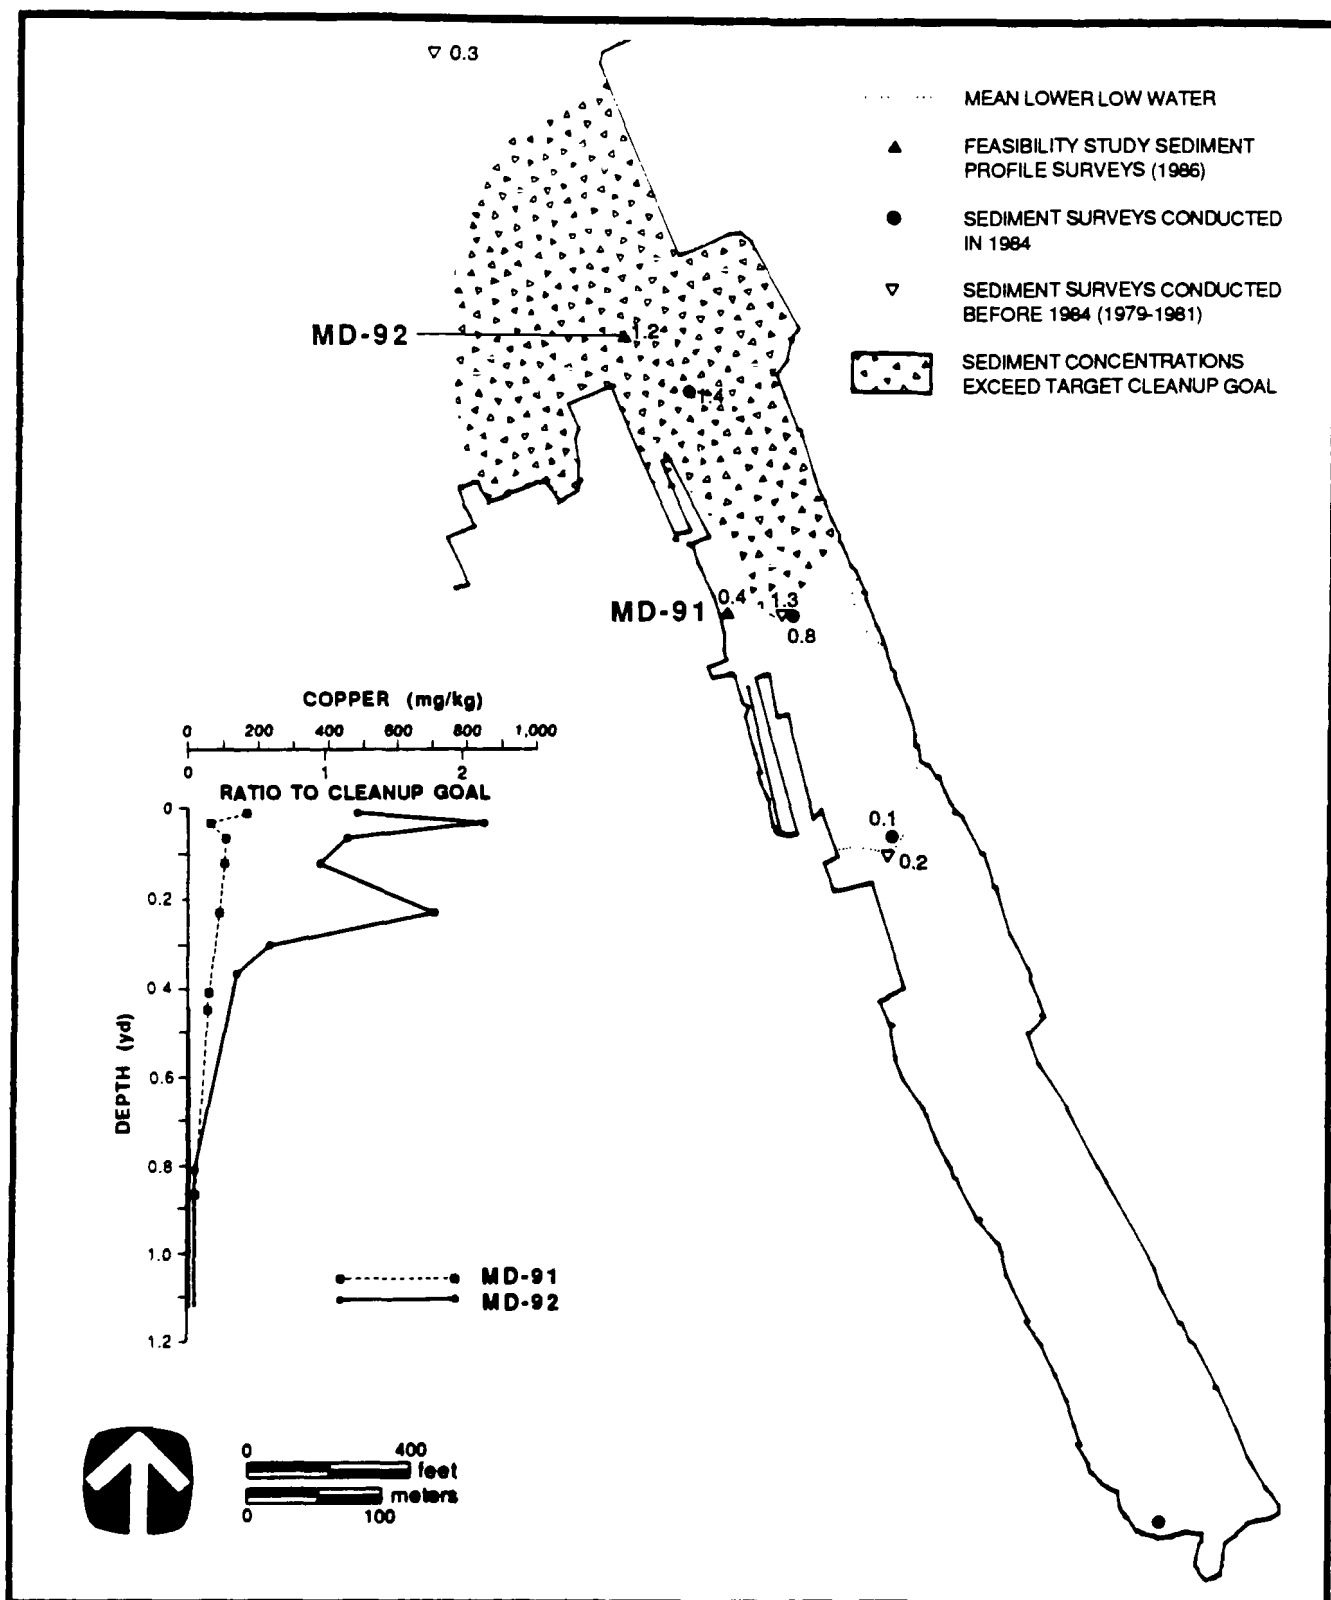 0.3
MEAN LOWER LOW WATER
FEASIBILITY STUDY SEDIMENT
PROFILE SURVEYS (1986)
SEDIMENT SURVEYS CONDUCTED
IN 1984
SEDIMENT SURVEYS CONDUCTED
BEFORE 1984 (1979-1981)
SEDIMENT CONCENTRATIONS
EXCEED TARGET CLEANUP GOAL
MD-92
1.2
1.4
MD-91
0.4
1.3
0.8
0.1
0.2
COPPER (mg/kg)
0 200 400 600 800 1,000
0 1 2
RATIO TO CLEANUP GOAL
DEPTH (yd)
0
0.2
0.4
0.6
0.8
1.0
1.2
MD-91
MD-92
0 400
feet
meters
0 100